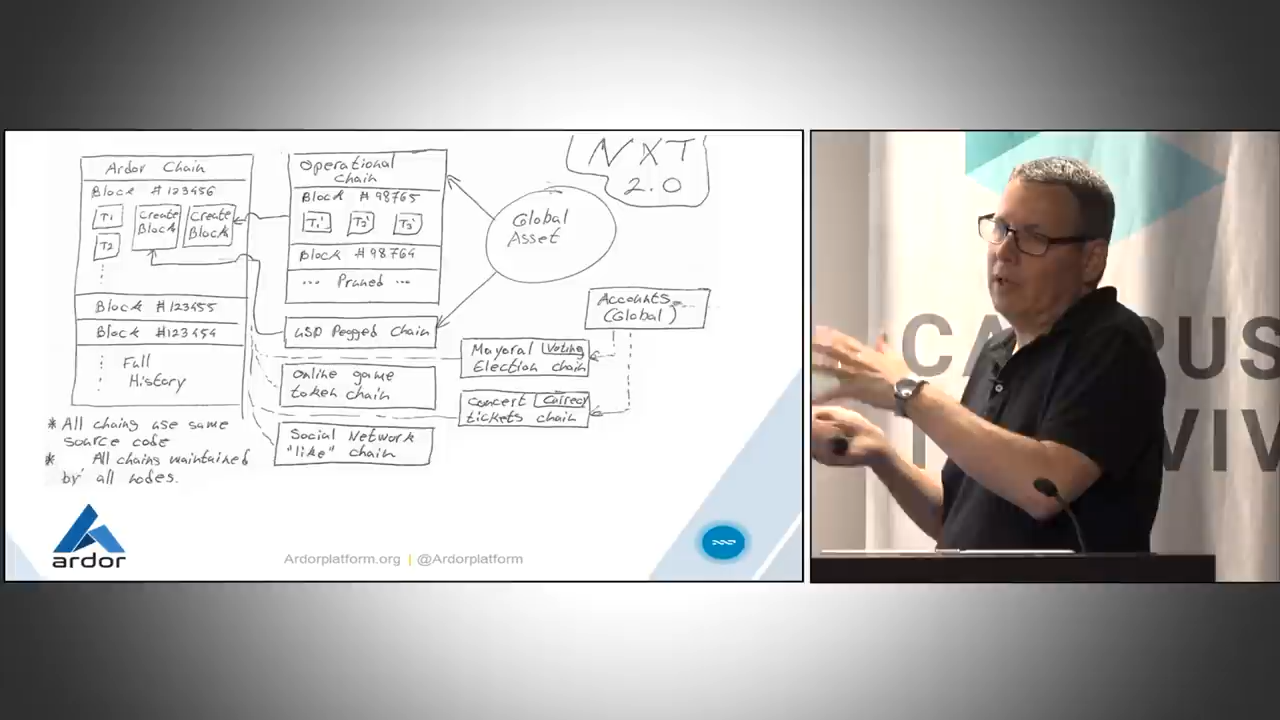 NXT
2.0
Ardor Chain
Block #123456
T1
T2
Create
Block
Create
Block
Block #123455
Block #123454
Full
History
* All chains use same
source code
* All chains maintained
by all nodes.
Operational
Chain
Block #98765
T1'
T2'
T3'
Block #98764
... Pruned ...
USD Pegged Chain
Online game
token chain
Social Network
"like" chain
Global
Asset
Accounts
(Global)
Mayoral Voting
Election chain
Concert
tickets chain
ardor
Ardorplatform.org | @Ardorplatform